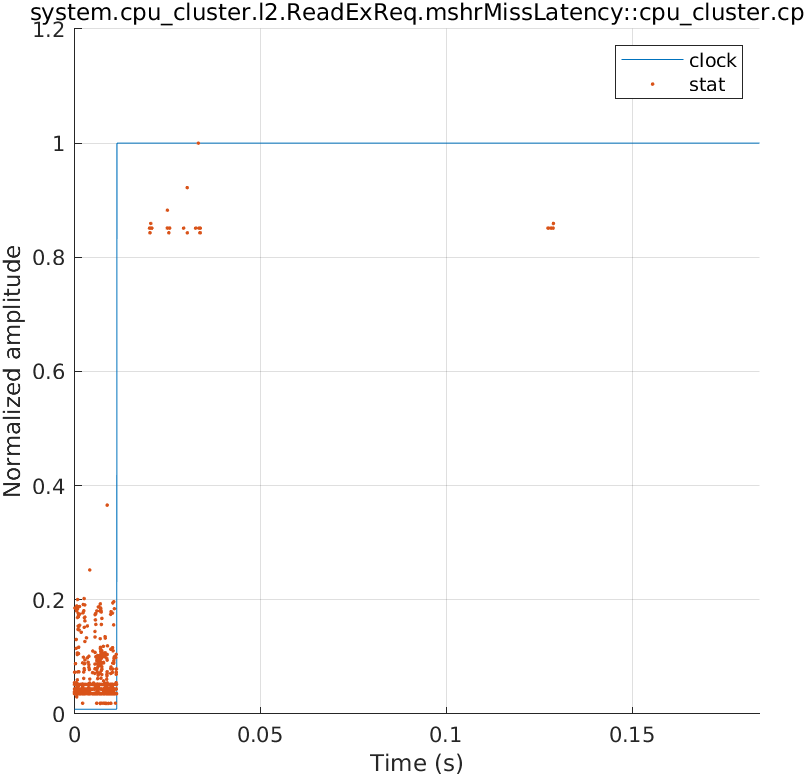 system.cpu_cluster.l2.ReadExReq.mshrMissLatency::cpu_cluster.cp
1.2
1
0.8
0.6
0.4
0.2
0
Normalized amplitude
clock
stat
0
0.05
0.1
0.15
Time (s)